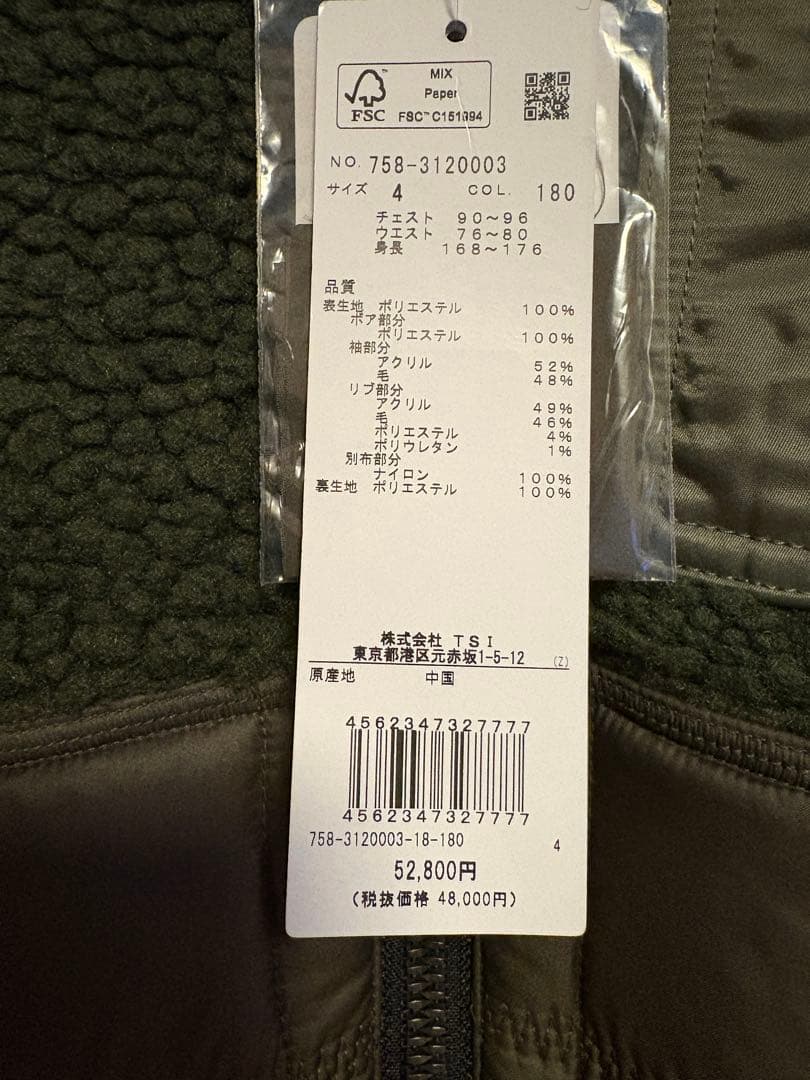 MIX
Paper
FSC™ C151094
FSC
NO. 758-3120003
サイズ 4 COL. 180
チェスト 90～96
ウエスト 76～80
身長 168～176
品質
表生地 ポリエステル 100%
ボア部分
ポリエステル 100%
袖部分
アクリル 52%
毛 48%
リブ部分
アクリル 49%
毛 46%
ポリエステル 4%
ポリウレタン 1%
別布部分
ナイロン 100%
裏生地 ポリエステル 100%
株式会社 TSI
東京都港区元赤坂1-5-12 (Z)
原産地 中国
4562347327777
4562347327777
758-3120003-18-180 4
52,800円
(税抜価格 48,000円)